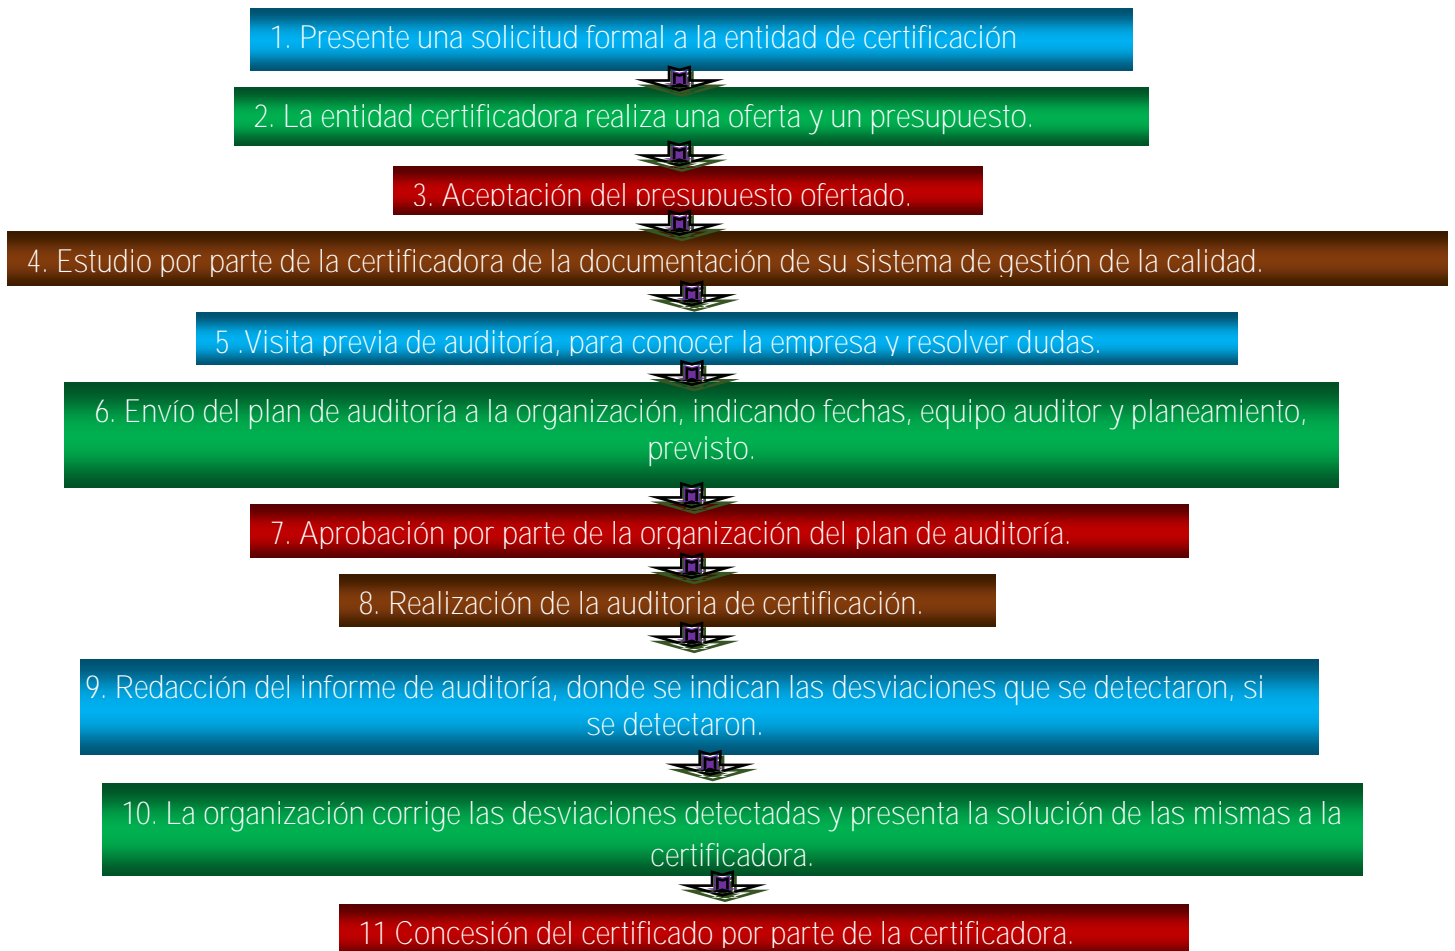 1. Presente una solicitud formal a la entidad de certificación
2. La entidad certificadora realiza una oferta y un presupuesto.
3. Aceptación del presupuesto ofertado.
4. Estudio por parte de la certificadora de la documentación de su sistema de gestión de la calidad.
5 .Visita previa de auditoría, para conocer la empresa y resolver dudas.
6. Envío del plan de auditoría a la organización, indicando fechas, equipo auditor y planeamiento,
previsto.
7. Aprobación por parte de la organización del plan de auditoría.
8. Realización de la auditoria de certificación.
9. Redacción del informe de auditoría, donde se indican las desviaciones que se detectaron, si
se detectaron.
10. La organización corrige las desviaciones detectadas y presenta la solución de las mismas a la
certificadora.
11 Concesión del certificado por parte de la certificadora.